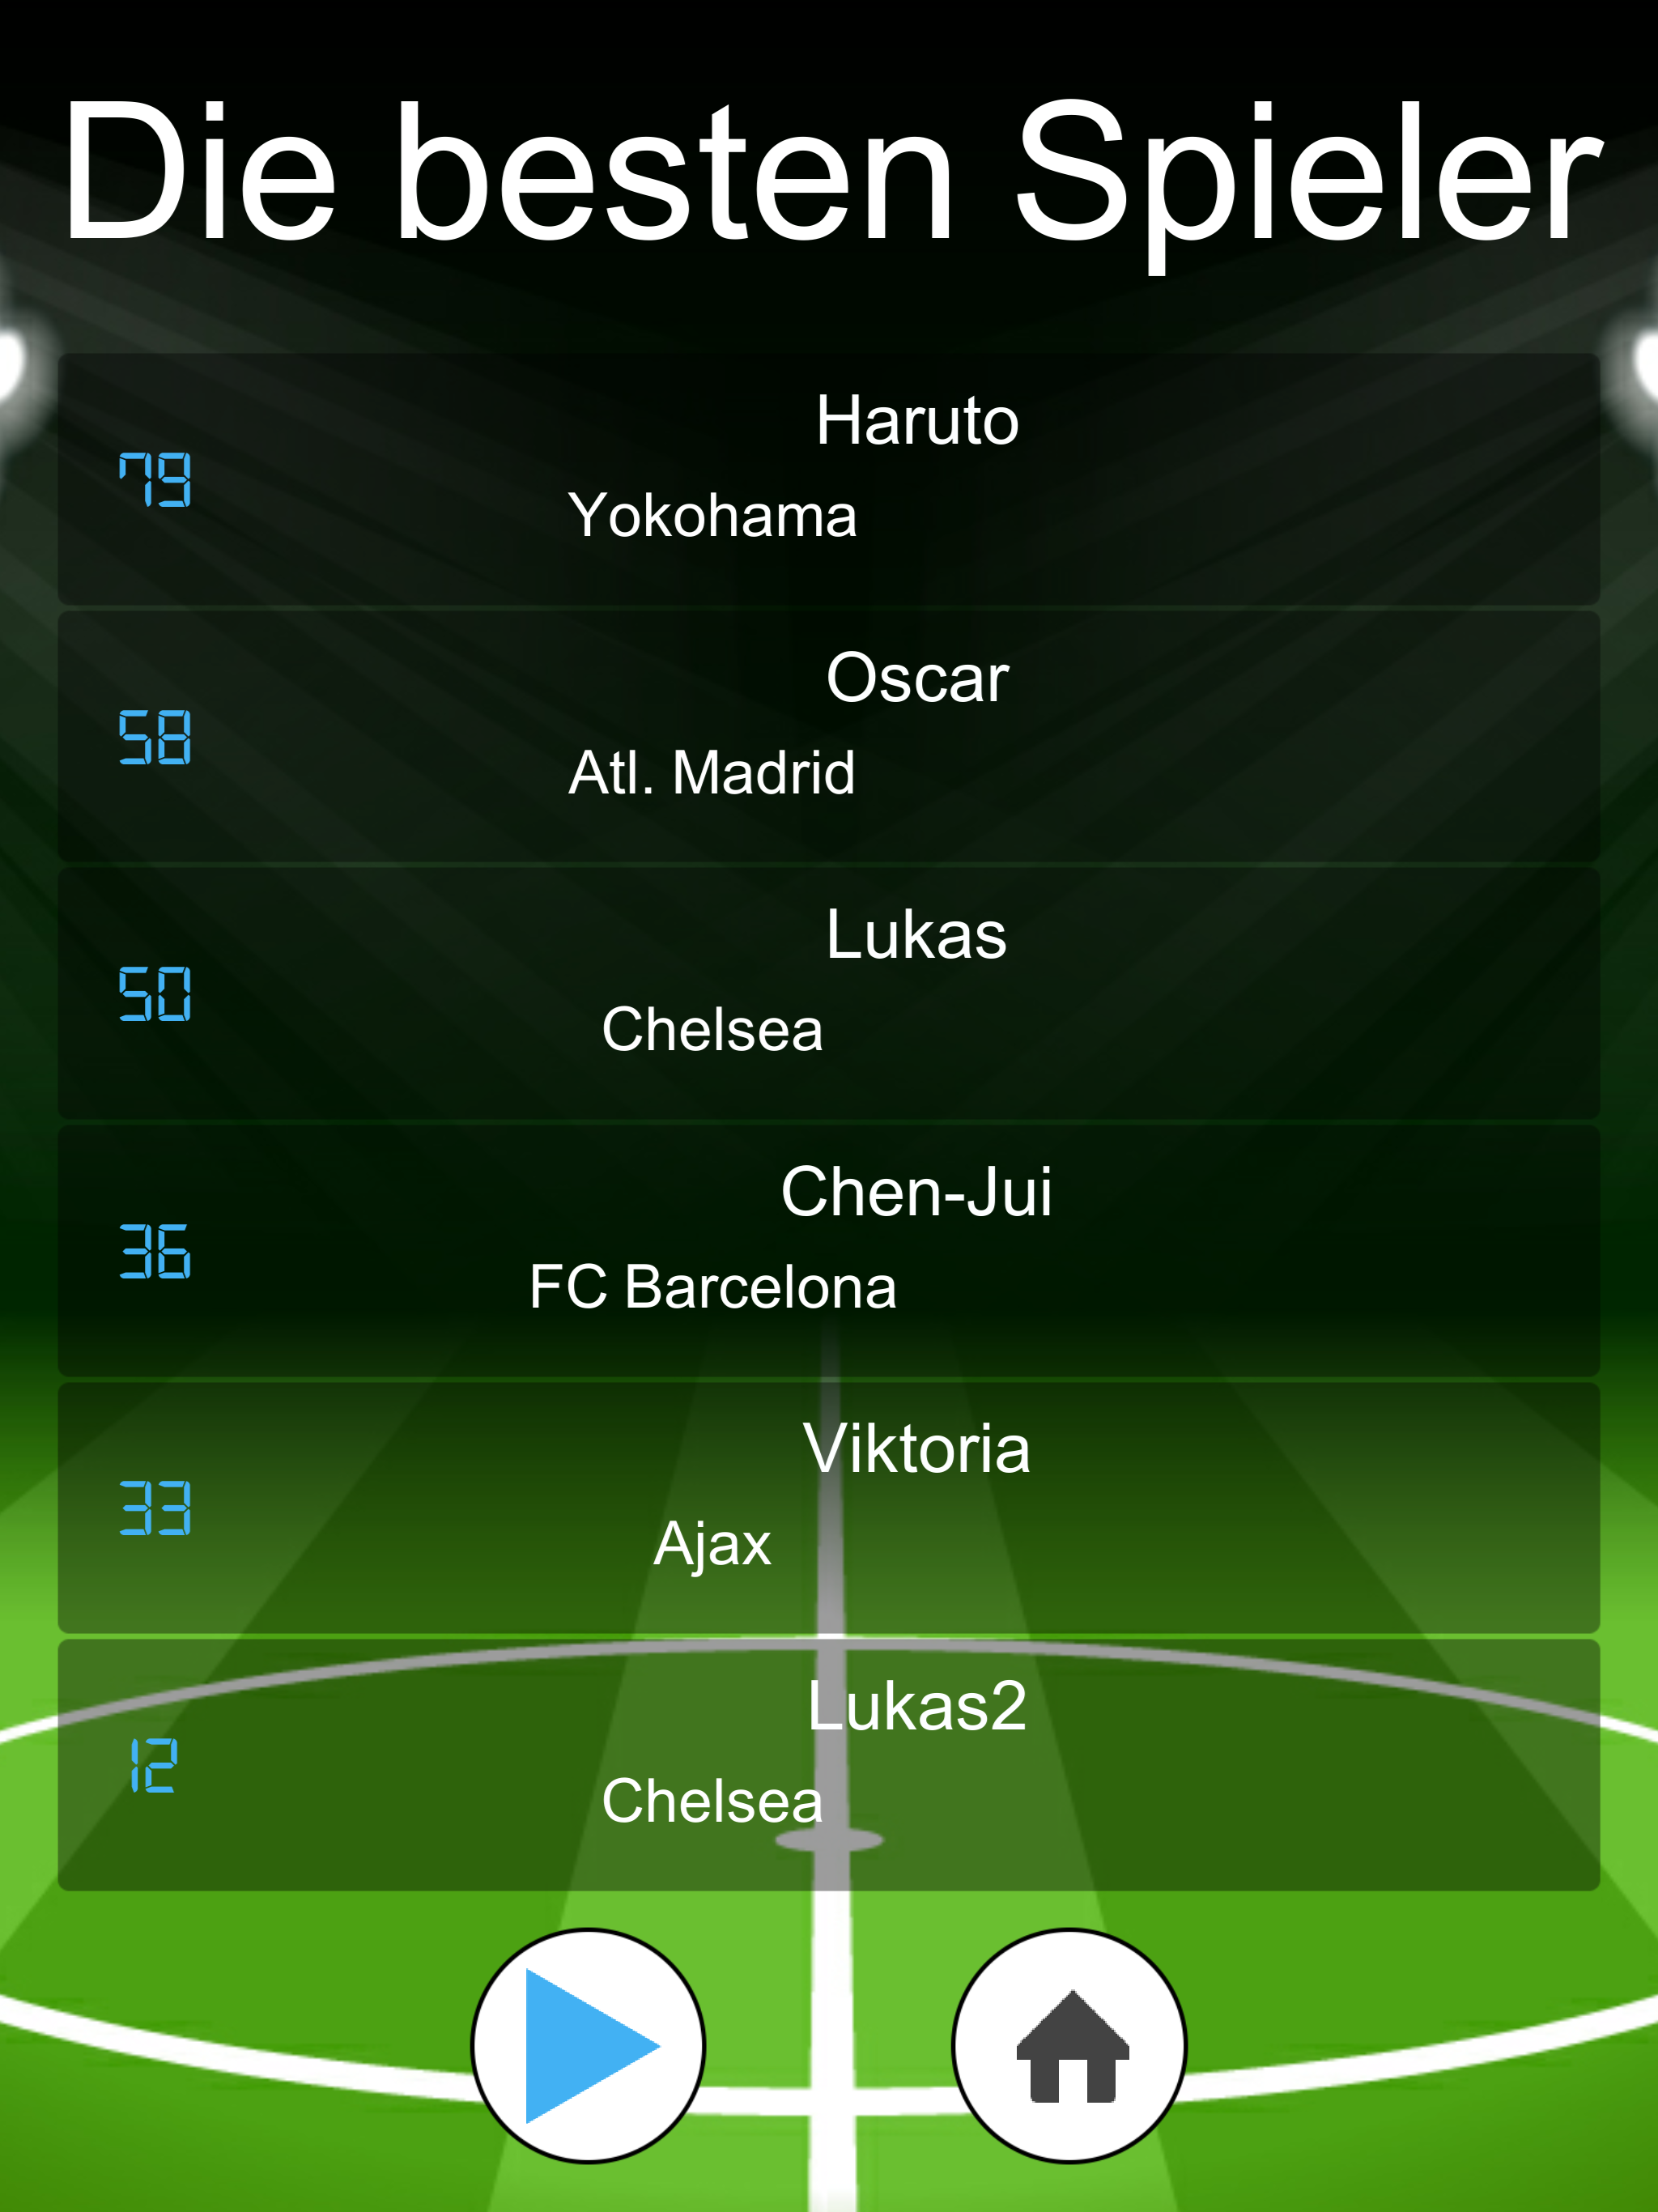 Die besten Spieler
Haruto
79
Yokohama
Oscar
58
Atl. Madrid
Lukas
50
Chelsea
Chen-Jui
36
FC Barcelona
Viktoria
33
Ajax
Lukas2
12
Chelsea